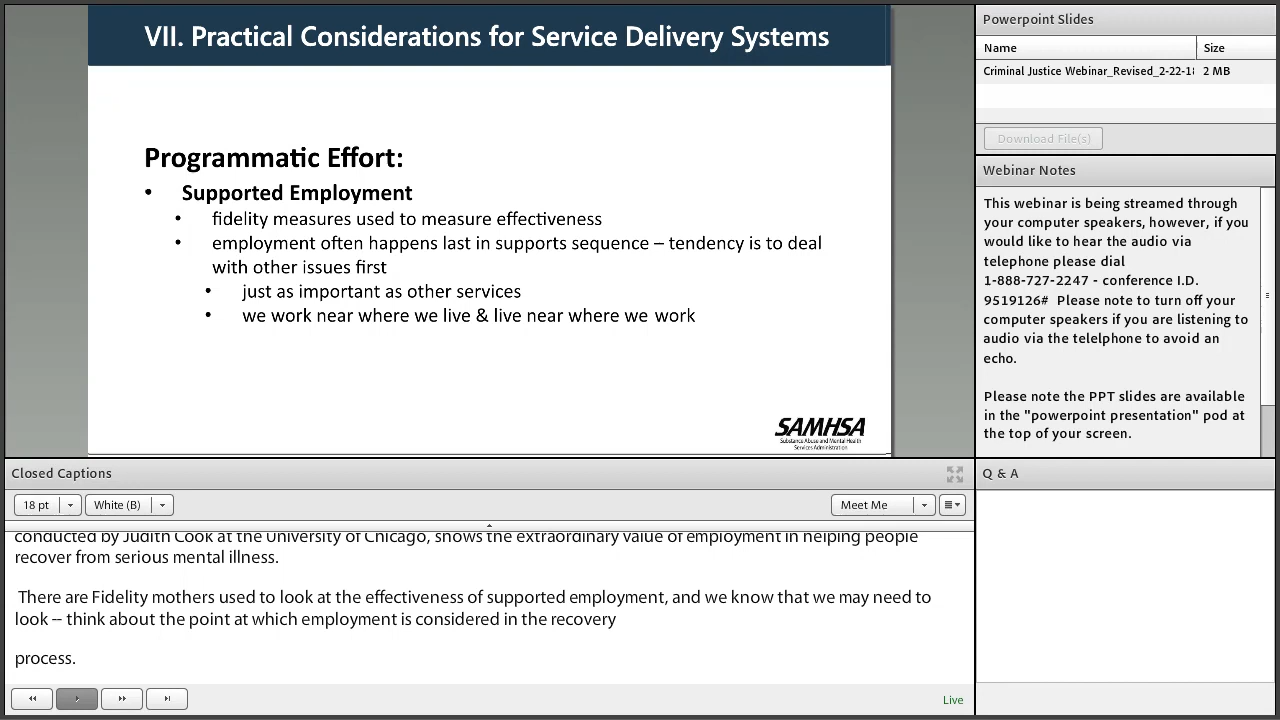 VII. Practical Considerations for Service Delivery Systems
Programmatic Effort:
• Supported Employment
• fidelity measures used to measure effectiveness
• employment often happens last in supports sequence – tendency is to deal
with other issues first
• just as important as other services
• we work near where we live & live near where we work
SAMHSA
Substance Abuse and Mental Health
Services Administration
Powerpoint Slides
Name Size
Criminal Justice Webinar_Revised_2-22-1 2 MB
Download File(s)
Webinar Notes
This webinar is being streamed through
your computer speakers, however, if you
would like to hear the audio via
telephone please dial
1-888-727-2247 - conference I.D.
9519126# Please note to turn off your
computer speakers if you are listening to
audio via the telelphone to avoid an
echo.
Please note the PPT slides are available
in the "powerpoint presentation" pod at
the top of your screen.
Closed Captions
18 pt White (B) Meet Me
conducted by Judith Cook at the University of Chicago, shows the extraordinary value of employment in helping people
recover from serious mental illness.
There are Fidelity mothers used to look at the effectiveness of supported employment, and we know that we may need to
look -- think about the point at which employment is considered in the recovery
process.
Live
Q & A